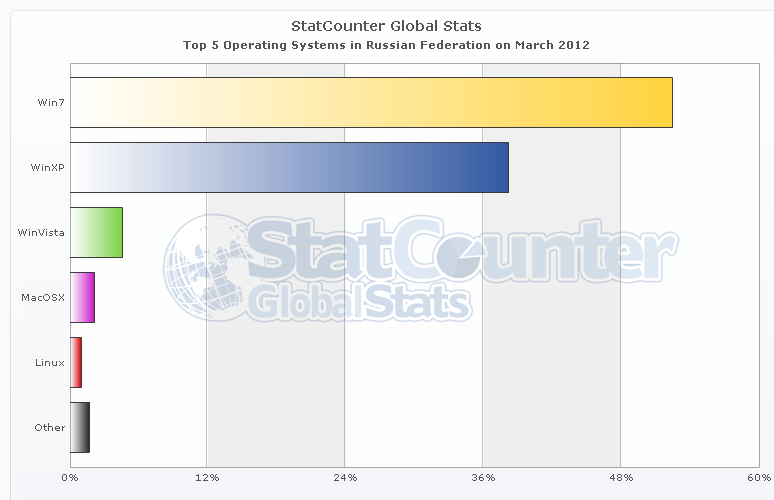 StatCounter Global Stats
Top 5 Operating Systems in Russian Federation on March 2012
Win7
WinXP
WinVista
StatCounter
GlobalStats
MacOSX
Linux
Other
0% 12% 24% 36% 48% 60%